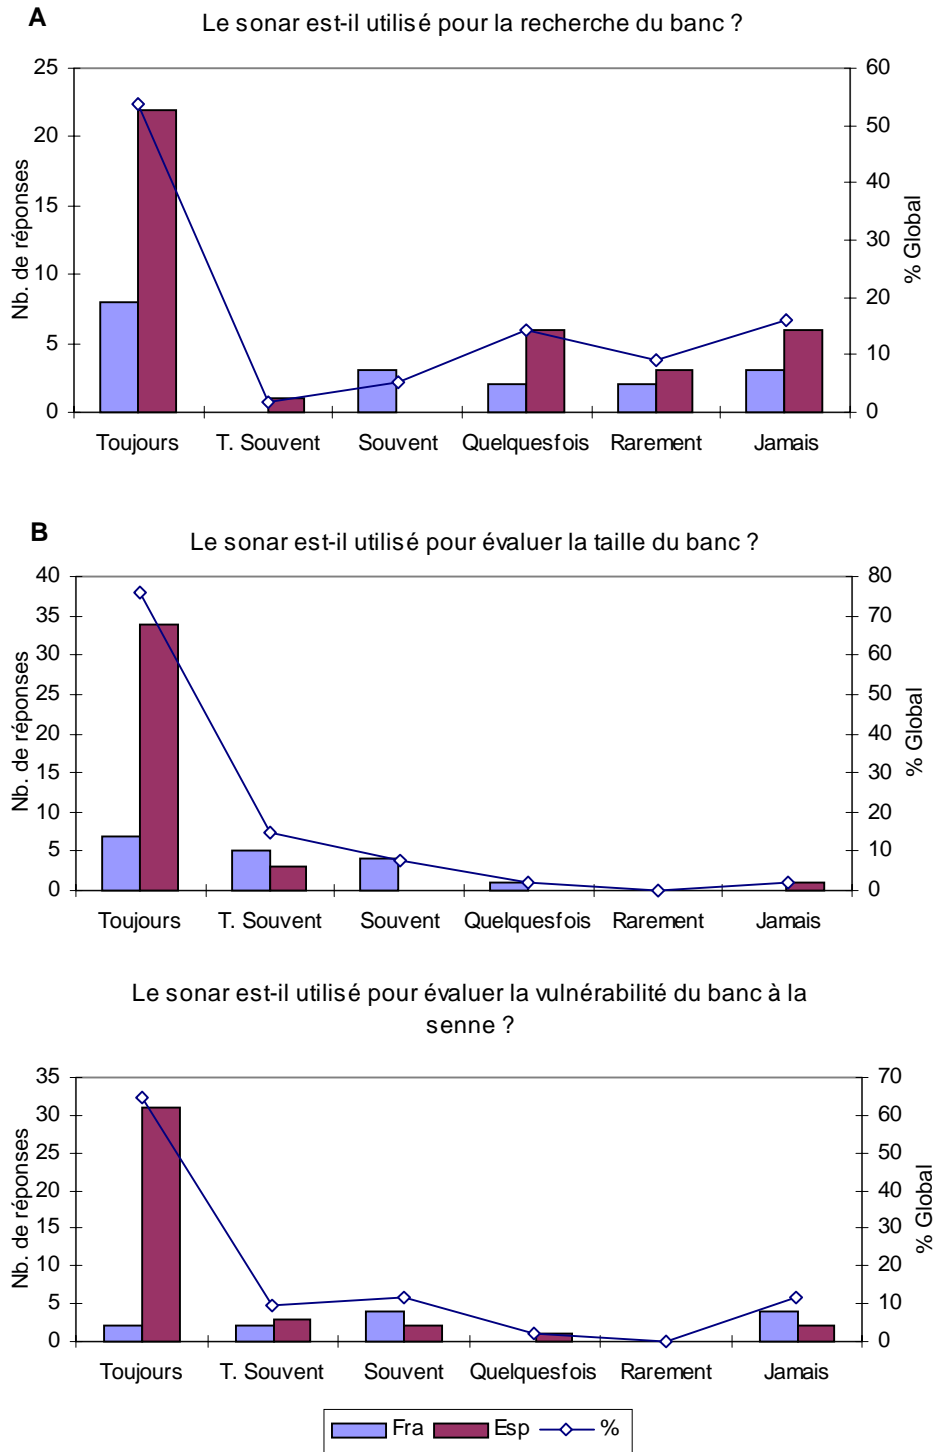 A
Le sonar est-il utilisé pour la recherche du banc ?
Nb. de réponses
25
20
15
10
5
0
60
50
40
30
20
10
0
% Global
Toujours T. Souvent Souvent Quelquesfois Rarement Jamais
B
Le sonar est-il utilisé pour évaluer la taille du banc ?
Nb. de réponses
40
35
30
25
20
15
10
5
0
80
70
60
50
40
30
20
10
0
% Global
Toujours T. Souvent Souvent Quelquesfois Rarement Jamais
Le sonar est-il utilisé pour évaluer la vulnérabilité du banc à la
senne ?
Nb. de réponses
35
30
25
20
15
10
5
0
70
60
50
40
30
20
10
0
% Global
Toujours T. Souvent Souvent Quelquesfois Rarement Jamais
Fra Esp %